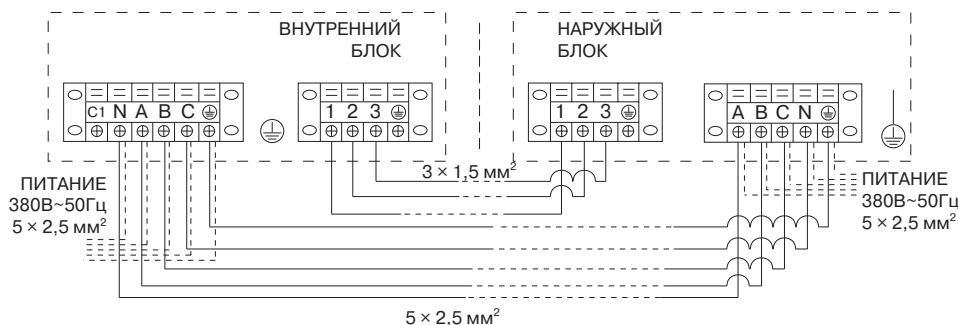 ВНУТРЕННИЙ
БЛОК
НАРУЖНЫЙ
БЛОК
C1 N A B C
1 2 3
1 2 3
A B C N
3 × 1,5 мм²
ПИТАНИЕ
380В~50Гц
5 × 2,5 мм²
ПИТАНИЕ
380В~50Гц
5 × 2,5 мм²
5 × 2,5 мм²